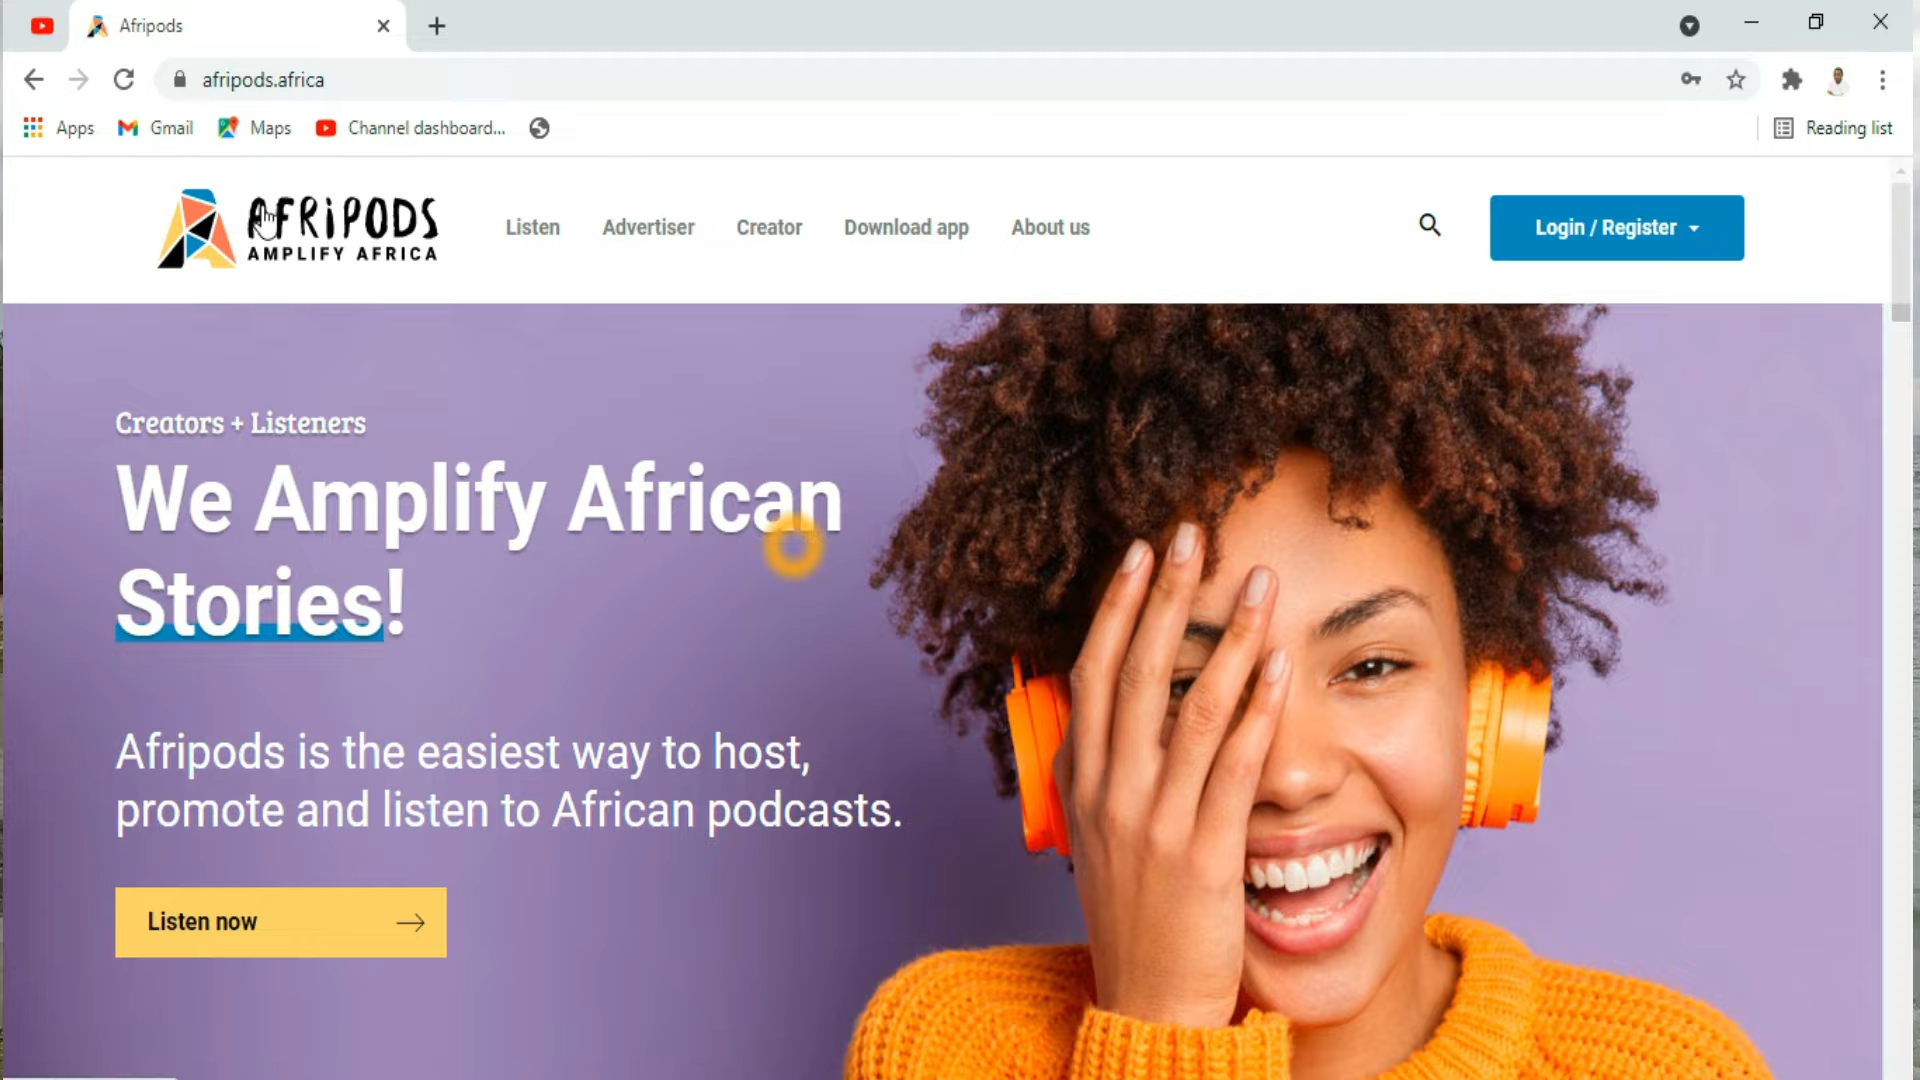 Afripods
afripods.africa
Apps
Gmail
Maps
Channel dashboard...
Reading list
AFRiPODS
AMPLIFY AFRICA
Listen
Advertiser
Creator
Download app
About us
Login / Register
Creators + Listeners
We Amplify African
Stories!
Afripods is the easiest way to host,
promote and listen to African podcasts.
Listen now